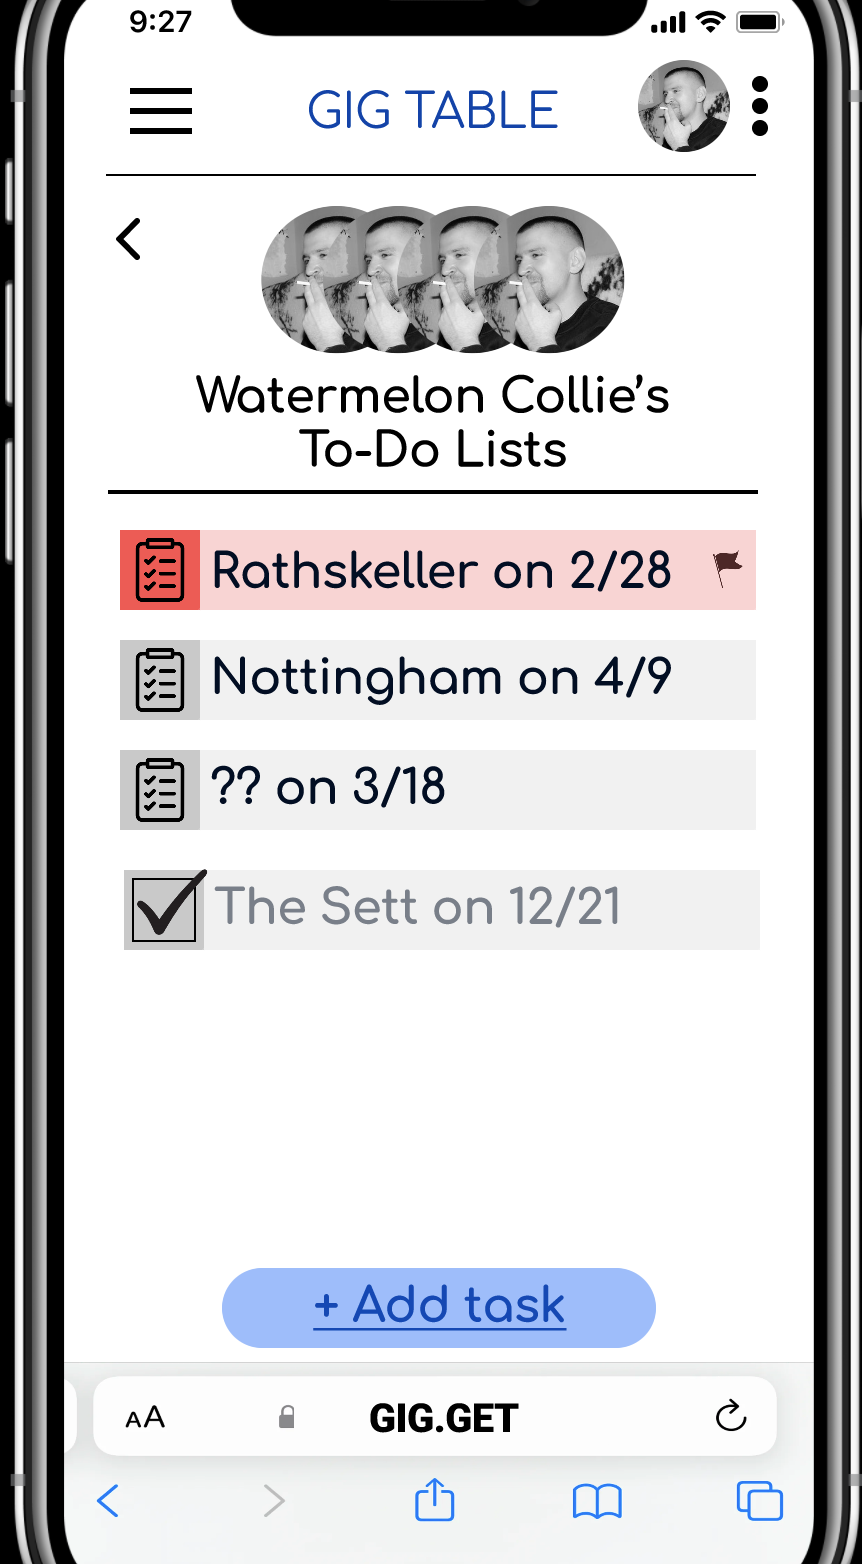 9:27
GIG TABLE
Watermelon Collie’s
To-Do Lists
Rathskeller on 2/28
Nottingham on 4/9
?? on 3/18
The Sett on 12/21
+ Add task
AA GIG.GET